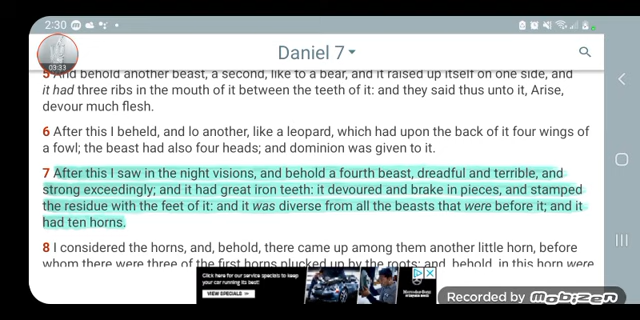 2:30
03:33
Daniel 7
5 And behold another beast, a second, like to a bear, and it raised up itself on one side, and
it had three ribs in the mouth of it between the teeth of it: and they said thus unto it, Arise,
devour much flesh.
6 After this I beheld, and lo another, like a leopard, which had upon the back of it four wings of
a fowl; the beast had also four heads; and dominion was given to it.
7 After this I saw in the night visions, and behold a fourth beast, dreadful and terrible, and
strong exceedingly; and it had great iron teeth: it devoured and brake in pieces, and stamped
the residue with the feet of it: and it was diverse from all the beasts that were before it; and it
had ten horns.
8 I considered the horns, and, behold, there came up among them another little horn, before
whom there were three of the first horns plucked up by the roots: and, behold, in this horn were
Click here for our service specials to keep
your car running its best!
VIEW SPECIALS
Recorded by Mobizen